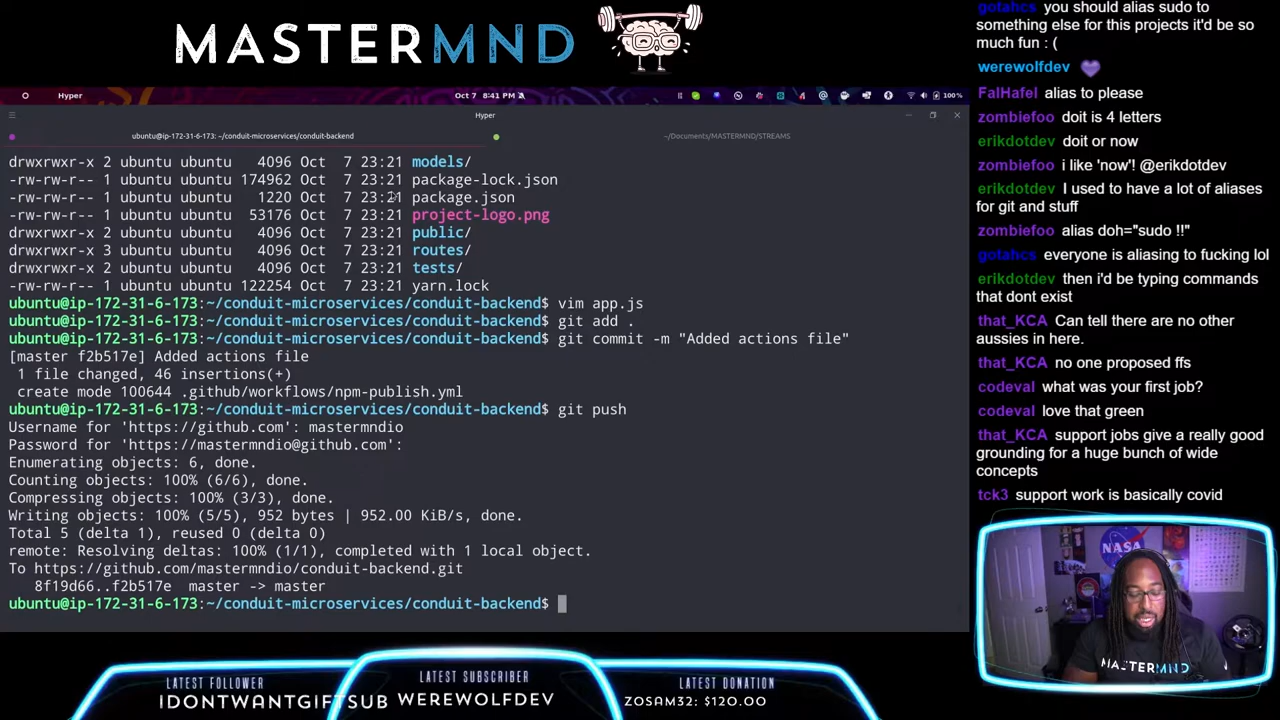 MASTERMND
Hyper
Oct 7 8:41 PM
100%
Hyper
ubuntu@ip-172-31-6-173: ~/conduit-microservices/conduit-backend
~/Documents/MASTERMND/STREAMS
drwxrwxr-x 2 ubuntu ubuntu 4096 Oct 7 23:21 models/
-rw-rw-r-- 1 ubuntu ubuntu 174962 Oct 7 23:21 package-lock.json
-rw-rw-r-- 1 ubuntu ubuntu 1220 Oct 7 23:21 package.json
-rw-rw-r-- 1 ubuntu ubuntu 53176 Oct 7 23:21 project-logo.png
drwxrwxr-x 2 ubuntu ubuntu 4096 Oct 7 23:21 public/
drwxrwxr-x 3 ubuntu ubuntu 4096 Oct 7 23:21 routes/
drwxrwxr-x 2 ubuntu ubuntu 4096 Oct 7 23:21 tests/
-rw-rw-r-- 1 ubuntu ubuntu 122254 Oct 7 23:21 yarn.lock
ubuntu@ip-172-31-6-173:~/conduit-microservices/conduit-backend$ vim app.js
ubuntu@ip-172-31-6-173:~/conduit-microservices/conduit-backend$ git add .
ubuntu@ip-172-31-6-173:~/conduit-microservices/conduit-backend$ git commit -m "Added actions file"
[master f2b517e] Added actions file
1 file changed, 46 insertions(+)
create mode 100644 .github/workflows/npm-publish.yml
ubuntu@ip-172-31-6-173:~/conduit-microservices/conduit-backend$ git push
Username for 'https://github.com': mastermndio
Password for 'https://mastermndio@github.com':
Enumerating objects: 6, done.
Counting objects: 100% (6/6), done.
Compressing objects: 100% (3/3), done.
Writing objects: 100% (5/5), 952 bytes | 952.00 KiB/s, done.
Total 5 (delta 1), reused 0 (delta 0)
remote: Resolving deltas: 100% (1/1), completed with 1 local object.
To https://github.com/mastermndio/conduit-backend.git
8f19d66..f2b517e master -> master
ubuntu@ip-172-31-6-173:~/conduit-microservices/conduit-backend$
gotahcs you should alias sudo to
something else for this projects it'd be so
much fun : (
werewolfdev
FalHafel alias to please
zombiefoo doit is 4 letters
erikdotdev doit or now
zombiefoo i like 'now'! @erikdotdev
erikdotdev I used to have a lot of aliases
for git and stuff
zombiefoo alias doh="sudo !!"
gotahcs everyone is aliasing to fucking lol
erikdotdev then i'd be typing commands
that dont exist
that_KCA Can tell there are no other
aussies in here.
that_KCA no one proposed ffs
codeval what was your first job?
codeval love that green
that_KCA support jobs give a really good
grounding for a huge bunch of wide
concepts
tck3 support work is basically covid
NASA
MASTERMND
LATEST FOLLOWER
IDONTWANTGIFTSUB
LATEST SUBSCRIBER
WEREWOLFDEV
LATEST DONATION
ZOSAM32: $120.00